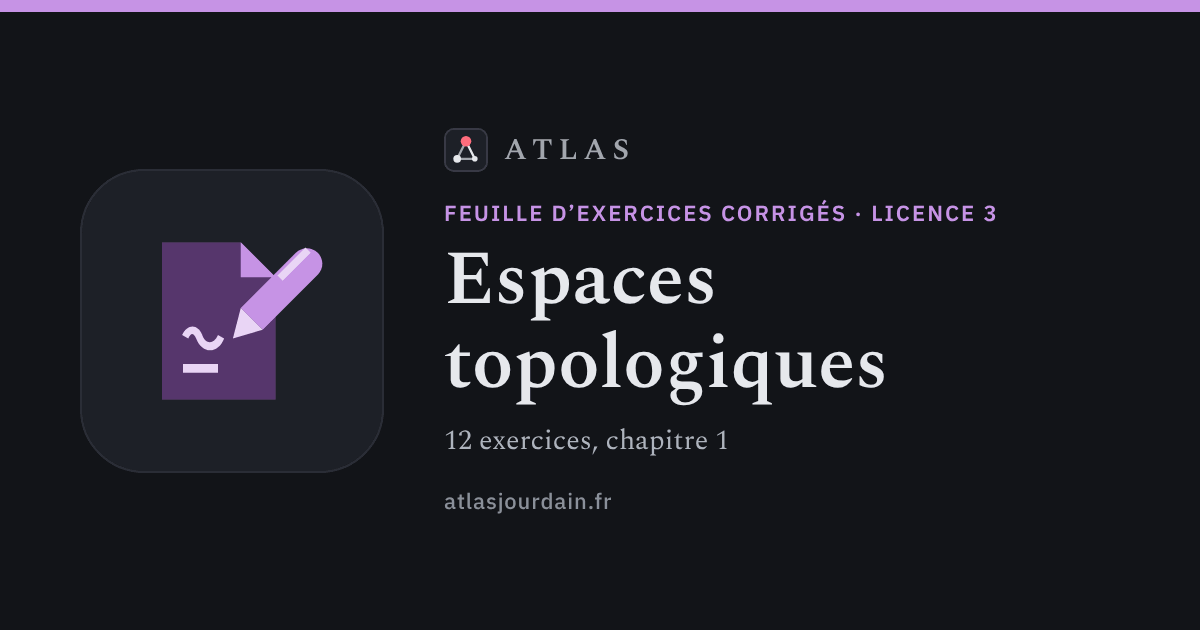 ATLAS
FEUILLE D’EXERCICES CORRIGÉS · LICENCE 3
Espaces
topologiques
12 exercices, chapitre 1
atlasjourdain.fr